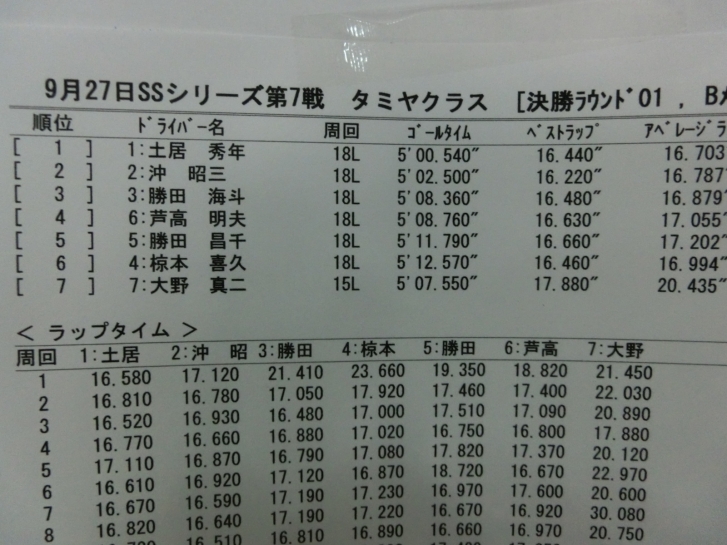 9月27日SSシリーズ第7戦 タミヤクラス [決勝ﾗｳﾝﾄﾞ01 , B
順位 ﾄﾞﾗｲﾊﾞｰ名 周回 ｺﾞｰﾙﾀｲﾑ ﾍﾞｽﾄﾗｯﾌﾟ ｱﾍﾞﾚｰｼﾞﾗ
[ 1 ] 1:土居 秀年 18L 5'00.540" 16.440" 16.703
[ 2 ] 2:沖 昭三 18L 5'02.500" 16.220" 16.787
[ 3 ] 3:勝田 海斗 18L 5'08.360" 16.480" 16.879"
[ 4 ] 6:芦高 明夫 18L 5'08.760" 16.630" 17.055"
[ 5 ] 5:勝田 昌千 18L 5'11.790" 16.660" 17.202"
[ 6 ] 4:椋本 喜久 18L 5'12.570" 16.460" 16.994"
[ 7 ] 7:大野 真二 15L 5'07.550" 17.880" 20.435"
< ラップタイム >
周回 1:土居 2:沖 昭 3:勝田 4:椋本 5:勝田 6:芦高 7:大野
1 16.580 17.120 21.410 23.660 19.350 18.820 21.450
2 16.810 16.780 17.050 17.920 17.460 17.400 22.030
3 16.520 16.930 16.480 17.000 17.510 17.090 20.890
4 16.770 16.660 16.880 17.020 16.750 16.800 17.880
5 17.110 16.870 16.790 17.080 17.820 17.370 20.120
6 16.610 16.920 17.120 16.870 18.720 16.670 22.970
7 16.670 16.590 17.190 17.230 16.970 17.600 20.600
8 16.820 16.640 17.190 17.220 16.670 16.920 30.080
16.510 16.810 16.890 16.660 16.970 20.750